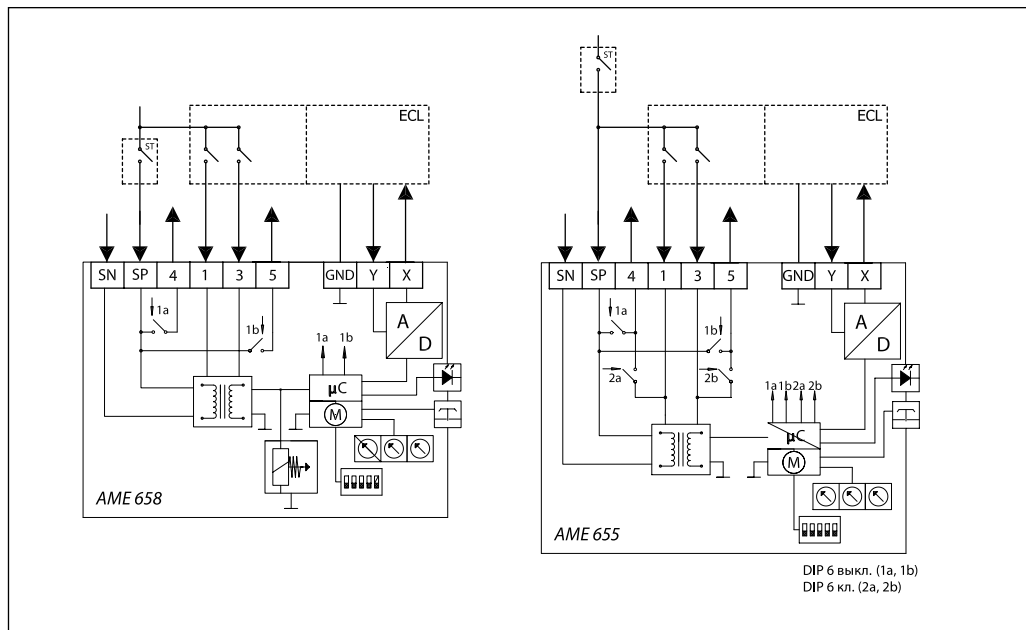 ST
ECL
SN SP 4 1 3 5 GND Y X
1a
1b
1a 1b
A
D
µC
M
AME 658
ST
ECL
SN SP 4 1 3 5 GND Y X
1a
1b
2a
2b
1a 1b 2a 2b
A
D
µC
M
AME 655
DIP 6 выкл. (1a, 1b)
DIP 6 кл. (2a, 2b)